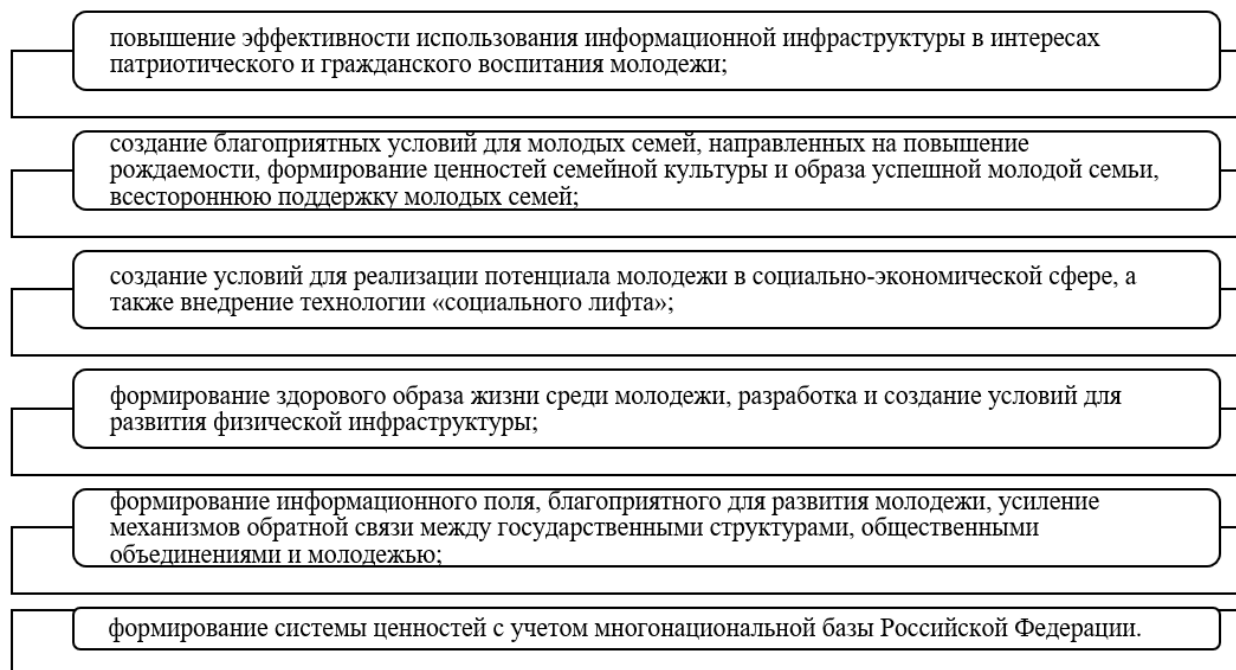 повышение эффективности использования информационной инфраструктуры в интересах
патриотического и гражданского воспитания молодежи;
создание благоприятных условий для молодых семей, направленных на повышение
рождаемости, формирование ценностей семейной культуры и образа успешной молодой семьи,
всестороннюю поддержку молодых семей;
создание условий для реализации потенциала молодежи в социально-экономической сфере, а
также внедрение технологии «социального лифта»;
формирование здорового образа жизни среди молодежи, разработка и создание условий для
развития физической инфраструктуры;
формирование информационного поля, благоприятного для развития молодежи, усиление
механизмов обратной связи между государственными структурами, общественными
объединениями и молодежью;
формирование системы ценностей с учетом многонациональной базы Российской Федерации.